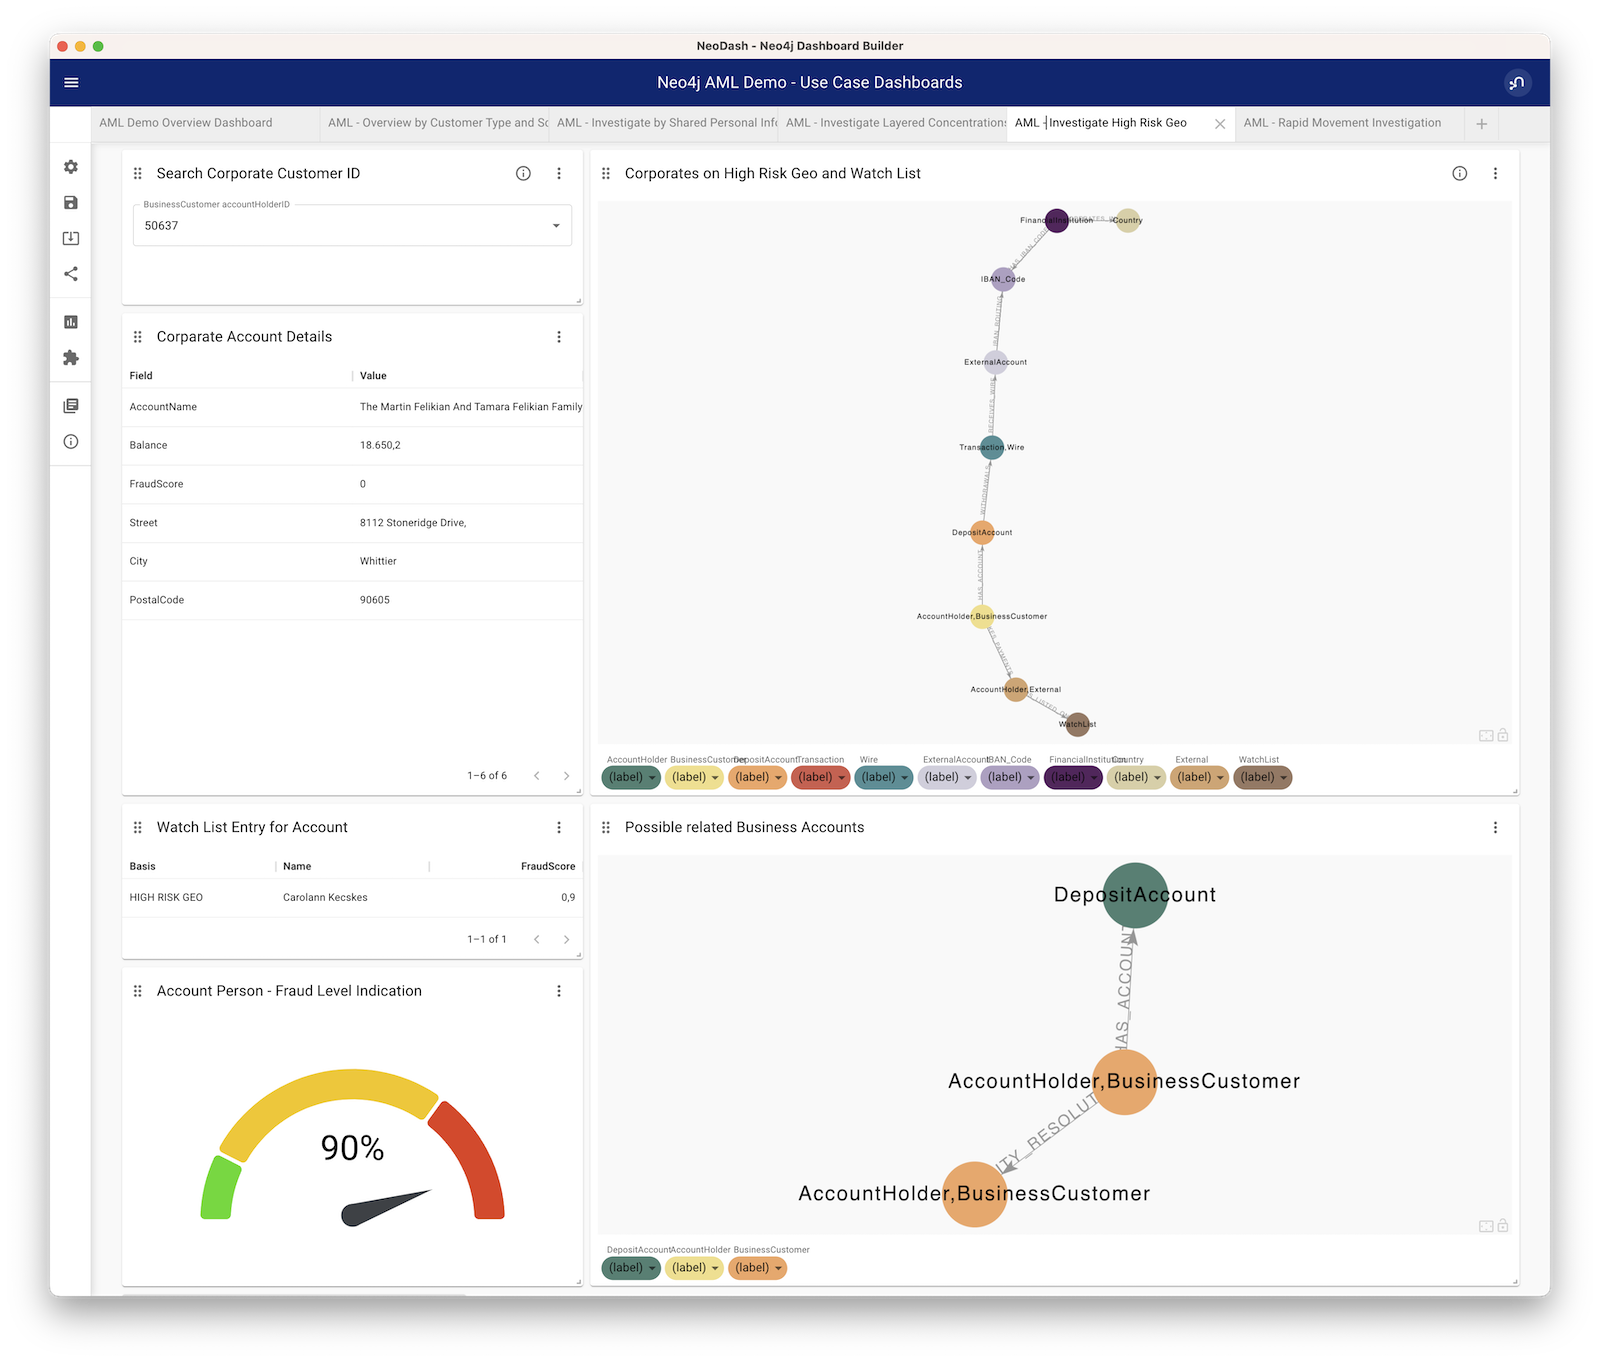 NeoDash - Neo4j Dashboard Builder
Neo4j AML Demo - Use Case Dashboards
AML Demo Overview Dashboard
AML - Overview by Customer Type and Sc
AML - Investigate by Shared Personal Info
AML - Investigate Layered Concentrations
AML - Investigate High Risk Geo
AML - Rapid Movement Investigation
Search Corporate Customer ID
BusinessCustomer accountHolderID
50637
Corparate Account Details
Field Value
AccountName The Martin Felikian And Tamara Felikian Family
Balance 18.650,2
FraudScore 0
Street 8112 Stoneridge Drive,
City Whittier
PostalCode 90605
1–6 of 6
Watch List Entry for Account
Basis Name FraudScore
HIGH RISK GEO Carolann Kecskes 0,9
1–1 of 1
Account Person - Fraud Level Indication
90%
Corporates on High Risk Geo and Watch List
FinancialInstitution
Country
HAS_IBAN_CODE
IBAN_Code
IBAN_ROUTING
ExternalAccount
RECEIVES_WIRE
Transaction,Wire
WITHDRAWALS
DepositAccount
HAS_ACCOUNT
AccountHolder,BusinessCustomer
AccountHolder,External
WatchList
AccountHolder BusinessCustomer DepositAccount Transaction Wire ExternalAccount IBAN_Code FinancialInstitution Country External WatchList
(label) (label) (label) (label) (label) (label) (label) (label) (label) (label) (label)
Possible related Business Accounts
DepositAccount
HAS_ACCOUNT
AccountHolder,BusinessCustomer
ITY_RESOLUT
AccountHolder,BusinessCustomer
DepositAccount AccountHolder BusinessCustomer
(label) (label) (label)